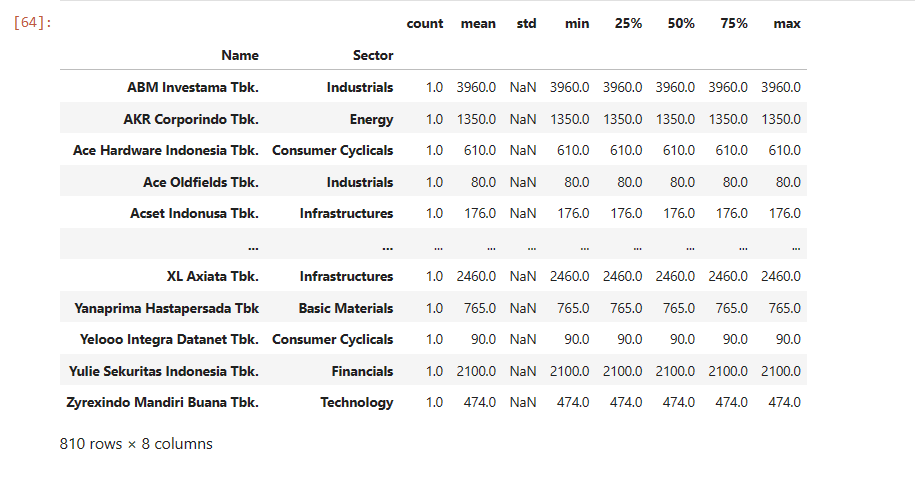 [64]:
count mean std min 25% 50% 75% max
Name Sector
ABM Investama Tbk. Industrials 1.0 3960.0 NaN 3960.0 3960.0 3960.0 3960.0 3960.0
AKR Corporindo Tbk. Energy 1.0 1350.0 NaN 1350.0 1350.0 1350.0 1350.0 1350.0
Ace Hardware Indonesia Tbk. Consumer Cyclicals 1.0 610.0 NaN 610.0 610.0 610.0 610.0 610.0
Ace Oldfields Tbk. Industrials 1.0 80.0 NaN 80.0 80.0 80.0 80.0 80.0
Acset Indonusa Tbk. Infrastructures 1.0 176.0 NaN 176.0 176.0 176.0 176.0 176.0
... ... ... ... ... ... ... ... ... ...
XL Axiata Tbk. Infrastructures 1.0 2460.0 NaN 2460.0 2460.0 2460.0 2460.0 2460.0
Yanaprima Hastapersada Tbk Basic Materials 1.0 765.0 NaN 765.0 765.0 765.0 765.0 765.0
Yelooo Integra Datanet Tbk. Consumer Cyclicals 1.0 90.0 NaN 90.0 90.0 90.0 90.0 90.0
Yulie Sekuritas Indonesia Tbk. Financials 1.0 2100.0 NaN 2100.0 2100.0 2100.0 2100.0 2100.0
Zyrexindo Mandiri Buana Tbk. Technology 1.0 474.0 NaN 474.0 474.0 474.0 474.0 474.0
810 rows × 8 columns